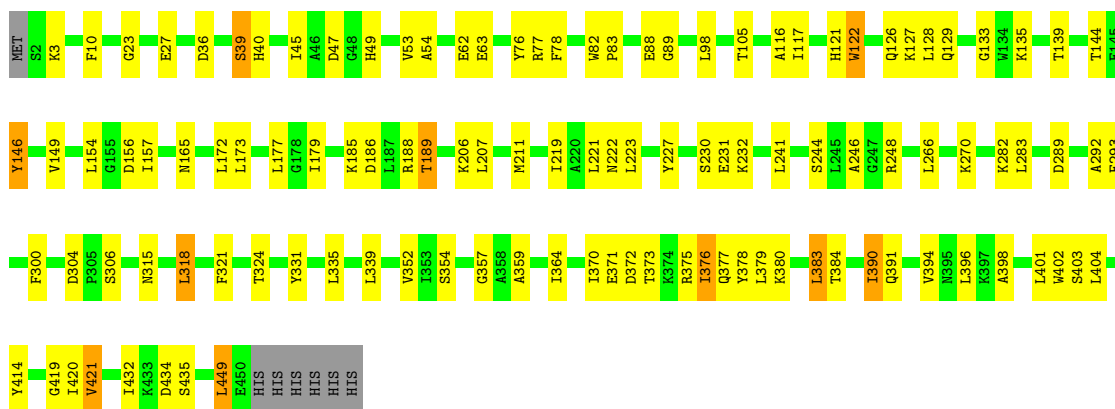 MET S2 K3 F10 G23 E27 D36 S39 H40 I45 A46 D47 G48 H49 V53 A54 E62 E63 Y76 R77 F78 W82 P83 E88 G89 L98 T105 A116 I117 H121 W122 Q126 K127 L128 Q129 G133 W134 K135 T139 T144 E145
Y146 V149 L154 G155 D156 I157 N165 L172 L173 L177 G178 I179 K185 D186 L187 R188 T189 K206 L207 M211 I219 A220 L221 N222 L223 Y227 S230 E231 K232 L241 S244 L245 A246 G247 R248 L266 K270 K282 L283 D289 A292
F300 D304 P305 S306 N315 L318 F321 T324 Y331 L335 L339 V352 I353 S354 G357 A358 A359 I364 I370 E371 D372 T373 K374 R375 I376 Q377 Y378 L379 K380 L383 T384 I390 Q391 V394 N395 L396 K397 A398 L401 W402 S403 L404
Y414 G419 I420 V421 I432 K433 D434 S435 L449 E450 HIS HIS HIS HIS HIS HIS